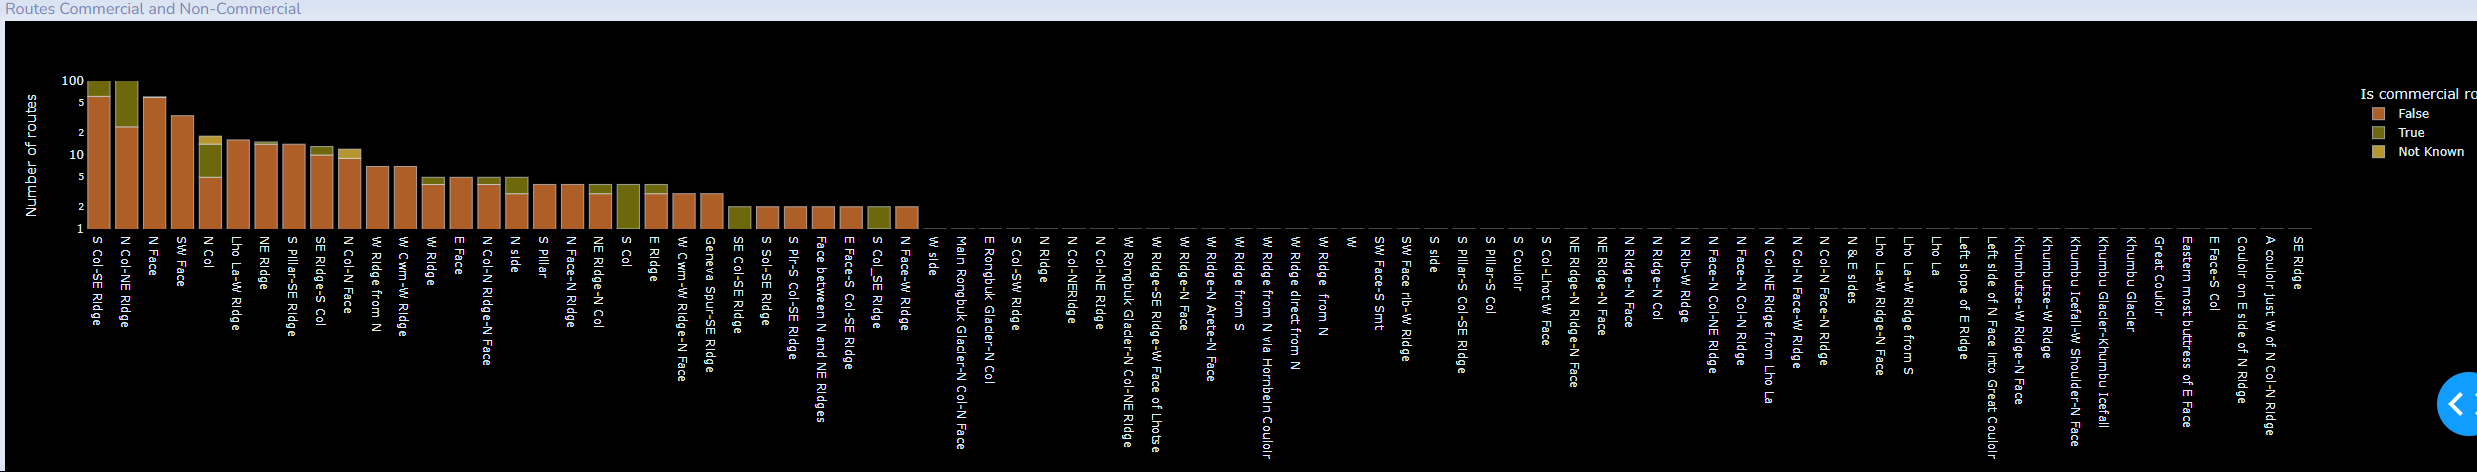 Routes Commercial and Non-Commercial
Number of routes
100
5
2
10
5
2
1
S Col-SE Ridge
N Col-NE Ridge
N Face
SW Face
N Col
Lho La-W Ridge
NE Ridge
S Pillar-SE Ridge
SE Ridge-S Col
N Col-N Face
W Ridge from N
W Cwm-W Ridge
W Ridge
E Face
N Col-N Ridge-N Face
N side
S Pillar
N Face-N Ridge
NE Ridge-N Col
S Col
E Ridge
W Cwm-W Ridge-N Face
Geneva Spur-SE Ridge
SE Col-SE Ridge
S Sol-SE Ridge
S Plr-S Col-SE Ridge
Face between N and NE Ridges
E Face-S Col-SE Ridge
S Col_SE Ridge
N Face-W Ridge
W side
Main Rongbuk Glacier-N Col-N Face
E Rongbuk Glacier-N Col
S Col-SW Ridge
N Ridge
N Col-NERidge
N Col-NE Ridge
W Rongbuk Glacier-N Col-NE Ridge
W Ridge-SE Ridge-W Face of Lhotse
W Ridge-N Face
W Ridge-N Arete-N Face
W Ridge from S
W Ridge from N via Hornbein Couloir
W Ridge direct from N
W Ridge from N
W
SW Face-S Smt
SW Face rib-W Ridge
S side
S Pillar-S Col-SE Ridge
S Pillar-S Col
S Couloir
S Col-Lhot W Face
NE Ridge-N Ridge-N Face
NE Ridge-N Face
N Ridge-N Face
N Ridge-N Col
N Rib-W Ridge
N Face-N Col-NE Ridge
N Face-N Col-N Ridge
N Col-NE Ridge from Lho La
N Col-N Face-W Ridge
N Col-N Face-N Ridge
N &E sides
Lho La-W Ridge-N Face
Lho La-W Ridge from S
Lho La
Left slope of E Ridge
Left side of N Face Into Great Couloir
Khumbutse-W Ridge-N Face
Khumbutse-W Ridge
Khumbu Icefall-W Shoulder-N Face
Khumbu Glacier-Khumbu Icefall
Khumbu Glacier
Great Couloir
Eastern most buttress of E Face
E Face-S Col
Couloir on E side of N Ridge
A couloir just W of N Col-N Ridge
SE Ridge
Is commercial ro
False
True
Not Known